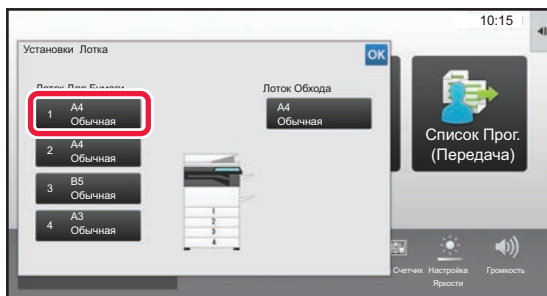 10:15
Установки Лотка
OK
Лоток Для Бумаги
1 A4
Обычная
2 A4
Обычная
3 B5
Обычная
4 A3
Обычная
Лоток Обхода
A4
Обычная
1
2
3
4
Список Прог.
(Передача)
Счетчик
Настройка
Яркости
Громкость